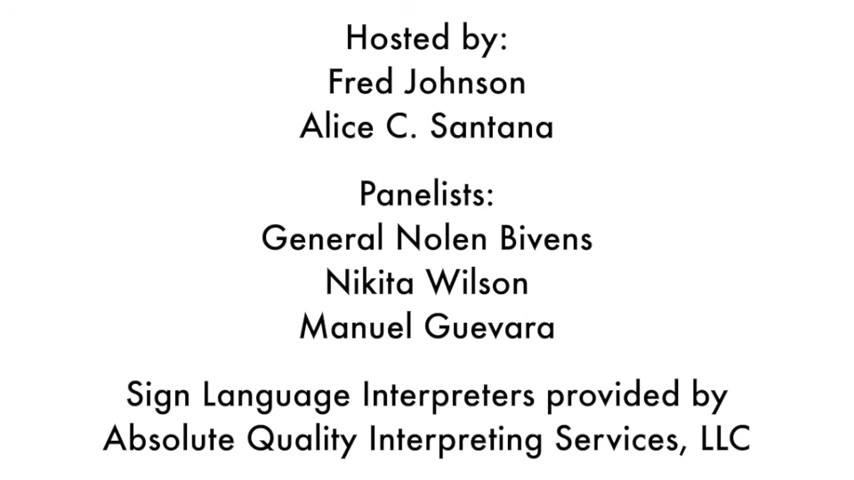 Hosted by:
Fred Johnson
Alice C. Santana
Panelists:
General Nolen Bivens
Nikita Wilson
Manuel Guevara
Sign Language Interpreters provided by
Absolute Quality Interpreting Services, LLC